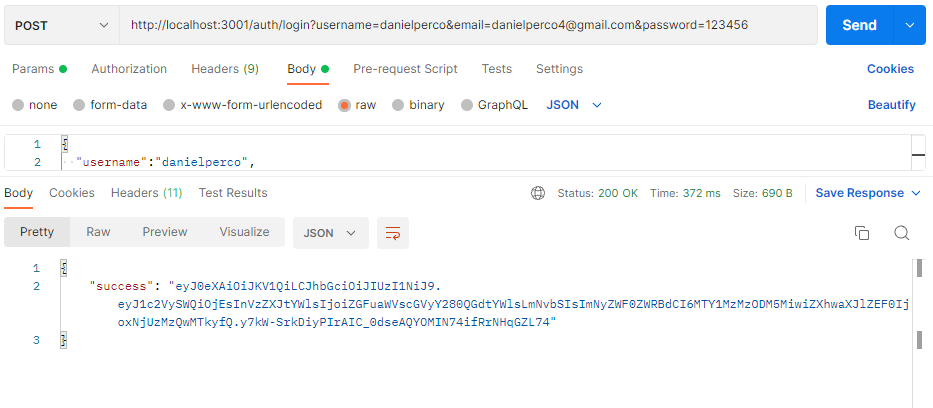 POST http://localhost:3001/auth/login?username=danielperco&email=danielperco4@gmail.com&password=123456 Send
Params Authorization Headers (9) Body Pre-request Script Tests Settings Cookies
none form-data x-www-form-urlencoded raw binary GraphQL JSON Beautify
1 {
2 "username":"danielperco",
Body Cookies Headers (11) Test Results Status: 200 OK Time: 372 ms Size: 690 B Save Response
Pretty Raw Preview Visualize JSON
1 {
2 "success": "eyJ0eXAiOiJKV1QiLCJhbGciOiJIUzI1NiJ9.
eyJ1c2VySWQiOjEsInVzZXJtYWlsIjoiZGFuaWVscGVyY280QGdtYWlsLmNvbSIsImNyZWF0ZWRBdCI6MTY1MzMzODM5MiwiZXhwaXJlZEF0Ij
oxNjUzMzQwMTkyfQ.y7kW-SrkDiyPIrAIC_0dseAQYOMIN74ifRrNHqGZL74"
3 }